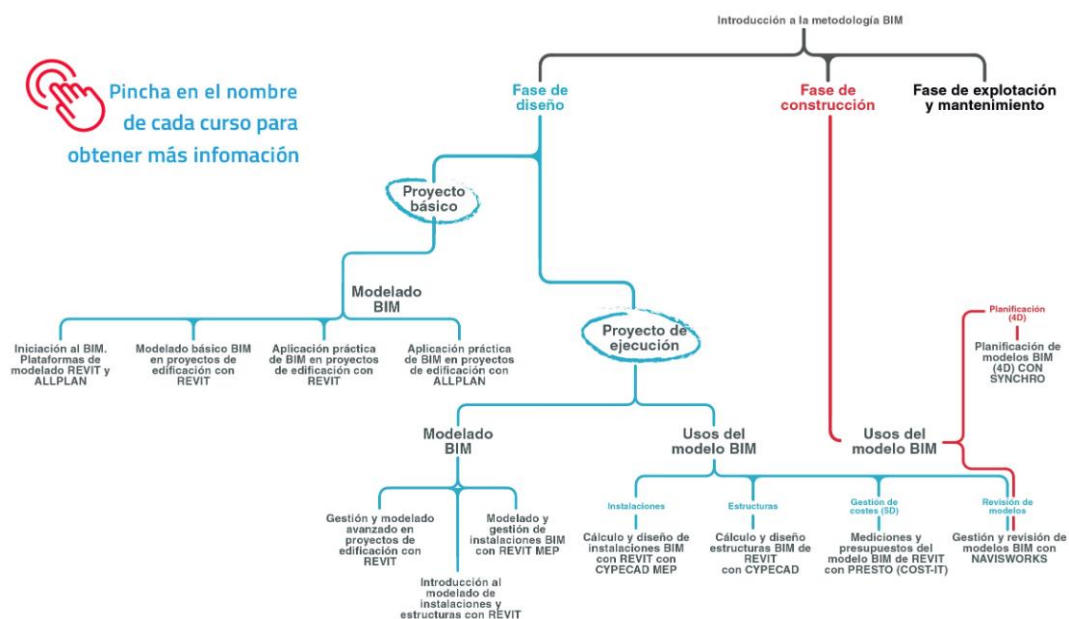 Introducción a la metodología BIM
Pincha en el nombre
de cada curso para
obtener más infomación
Fase de
diseño
Fase de
construcción
Fase de explotación
y mantenimiento
Proyecto
básico
Modelado
BIM
Iniciación al BIM.
Plataformas de
modelado REVIT y
ALLPLAN
Modelado básico BIM
en proyectos de
edificación con
REVIT
Aplicación práctica
de BIM en proyectos
de edificación con
REVIT
Aplicación práctica
de BIM en proyectos
de edificación con
ALLPLAN
Proyecto de
ejecución
Planificación
(4D)
Planificación de
modelos BIM
(4D) CON
SYNCHRO
Modelado
BIM
Usos del
modelo BIM
Usos del
modelo BIM
Gestión y modelado
avanzado en
proyectos de
edificación con
REVIT
Introducción al
modelado de
instalaciones y
estructuras con REVIT
Modelado y
gestión de
instalaciones BIM
con REVIT MEP
Instalaciones
Cálculo y diseño de
instalaciones BIM
con REVIT con
CYPECAD MEP
Estructuras
Cálculo y diseño
estructuras BIM de
REVIT
con CYPECAD
Gestión de
costes (5D)
Mediciones y
presupuestos del
modelo BIM de REVIT
con PRESTO (COST-IT)
Revisión de
modelos
Gestión y revisión de
modelos BIM con
NAVISWORKS